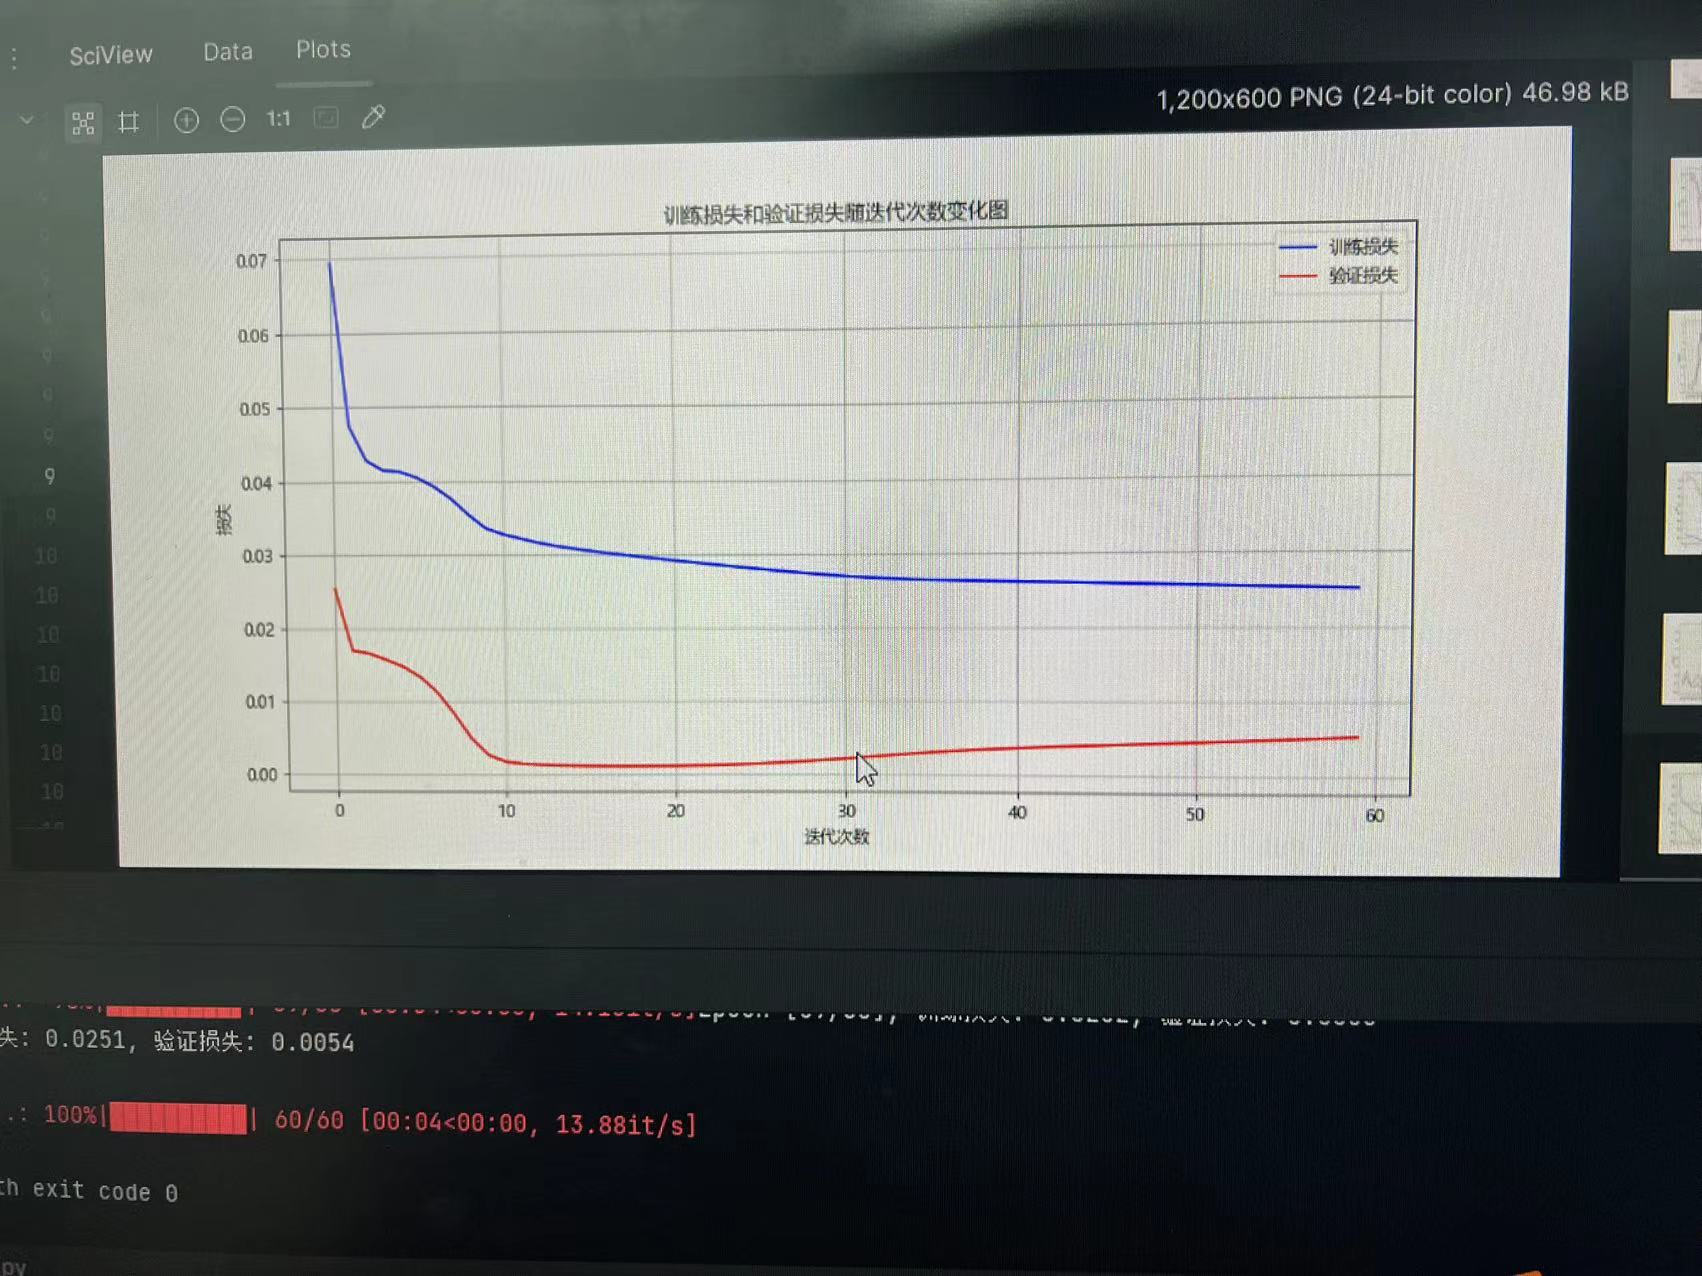 SciView Data Plots
1:1
1,200x600 PNG (24-bit color) 46.98 kB
训练损失和验证损失随迭代次数变化图
训练损失
验证损失
0.07
0.06
0.05
0.04
0.03
0.02
0.01
0.00
损失
0 10 20 30 40 50 60
迭代次数
9
9
9
9
9
10
10
10
10
10
10
10
失: 0.0251, 验证损失: 0.0054
.: 100%| | 60/60 [00:04<00:00, 13.88it/s]
th exit code 0
py